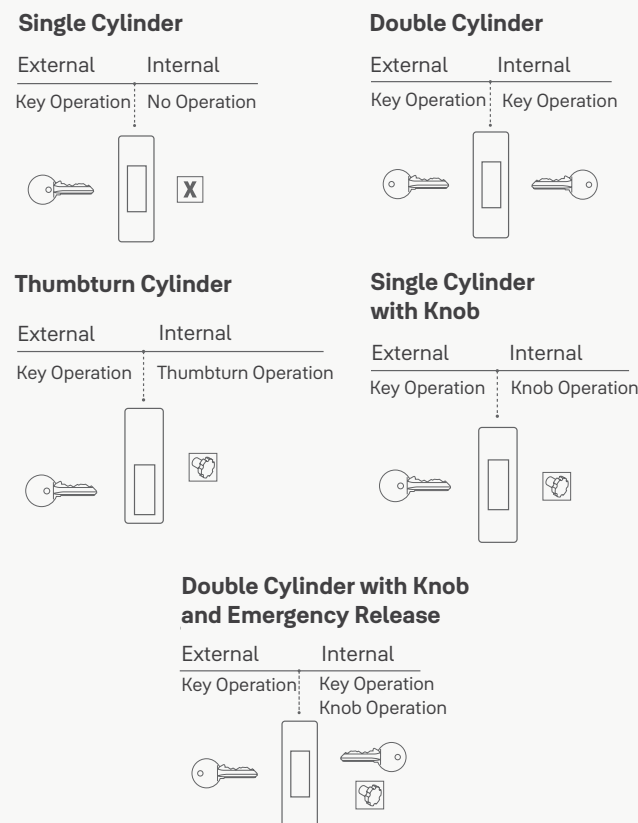 Single Cylinder
External Internal
Key Operation No Operation
X
Double Cylinder
External Internal
Key Operation Key Operation
Thumbturn Cylinder
External Internal
Key Operation Thumbturn Operation
Single Cylinder
with Knob
External Internal
Key Operation Knob Operation
Double Cylinder with Knob
and Emergency Release
External Internal
Key Operation Key Operation
Knob Operation